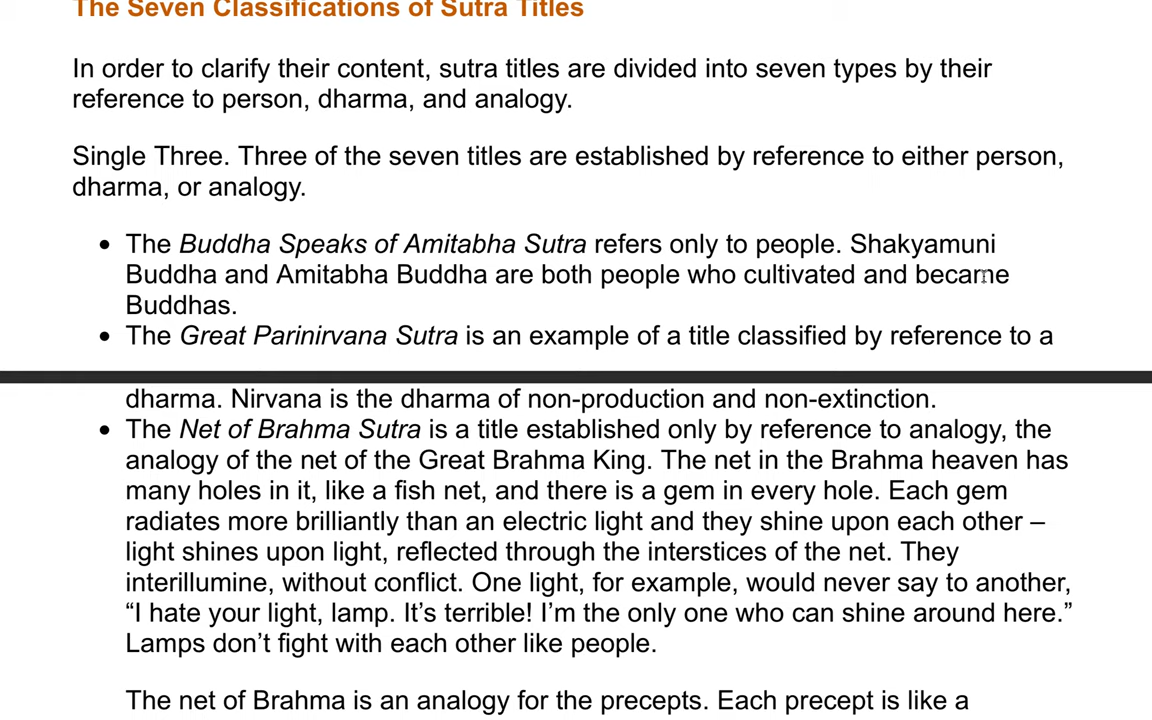 The Seven Classifications of Sutra Titles
In order to clarify their content, sutra titles are divided into seven types by their
reference to person, dharma, and analogy.
Single Three. Three of the seven titles are established by reference to either person,
dharma, or analogy.
• The Buddha Speaks of Amitabha Sutra refers only to people. Shakyamuni
Buddha and Amitabha Buddha are both people who cultivated and became
Buddhas.
• The Great Parinirvana Sutra is an example of a title classified by reference to a
dharma. Nirvana is the dharma of non-production and non-extinction.
• The Net of Brahma Sutra is a title established only by reference to analogy, the
analogy of the net of the Great Brahma King. The net in the Brahma heaven has
many holes in it, like a fish net, and there is a gem in every hole. Each gem
radiates more brilliantly than an electric light and they shine upon each other –
light shines upon light, reflected through the interstices of the net. They
interillumine, without conflict. One light, for example, would never say to another,
“I hate your light, lamp. It’s terrible! I’m the only one who can shine around here.”
Lamps don’t fight with each other like people.
The net of Brahma is an analogy for the precepts. Each precept is like a